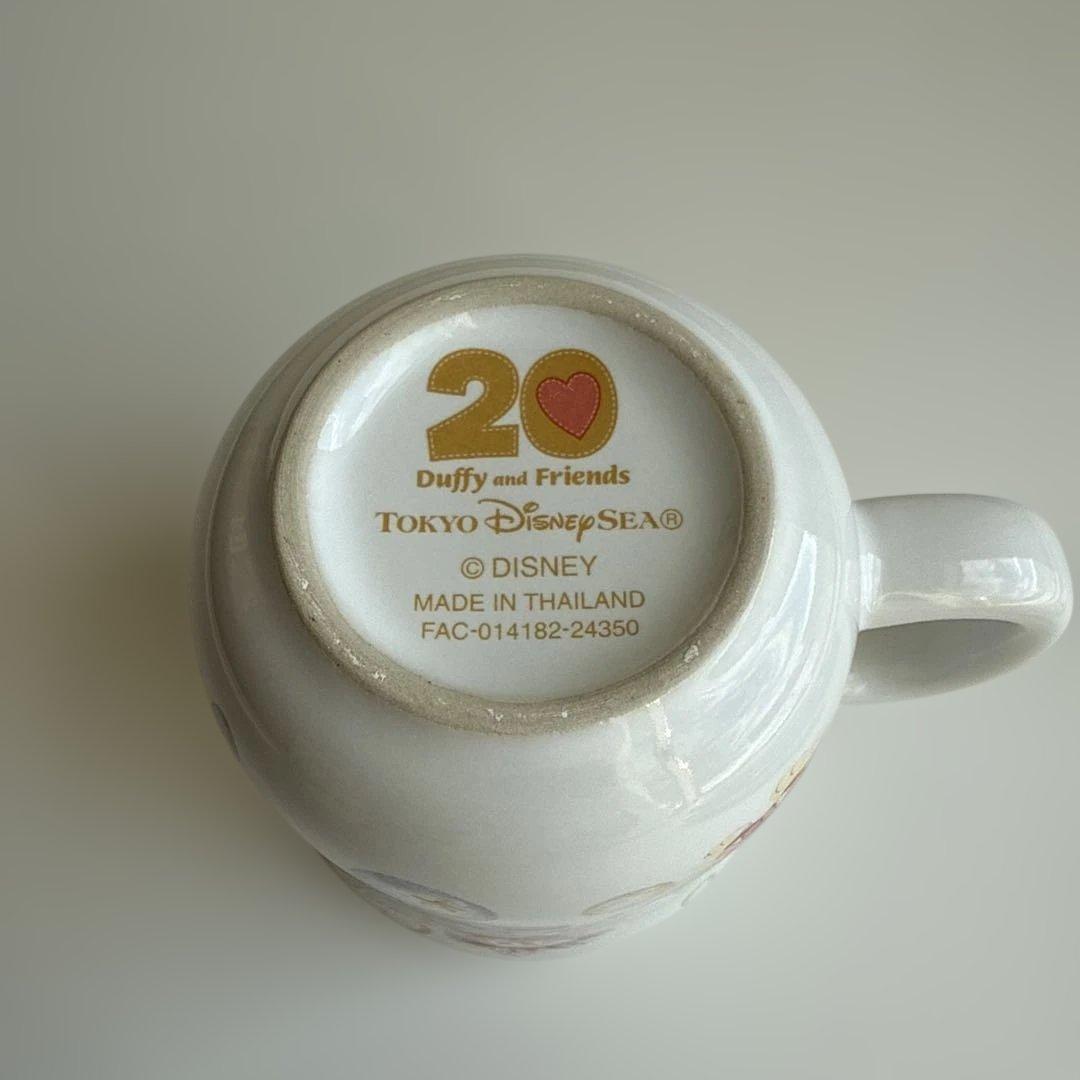 20
Duffy and Friends
TOKYO DISNEYSEA®
© DISNEY
MADE IN THAILAND
FAC-014182-24350